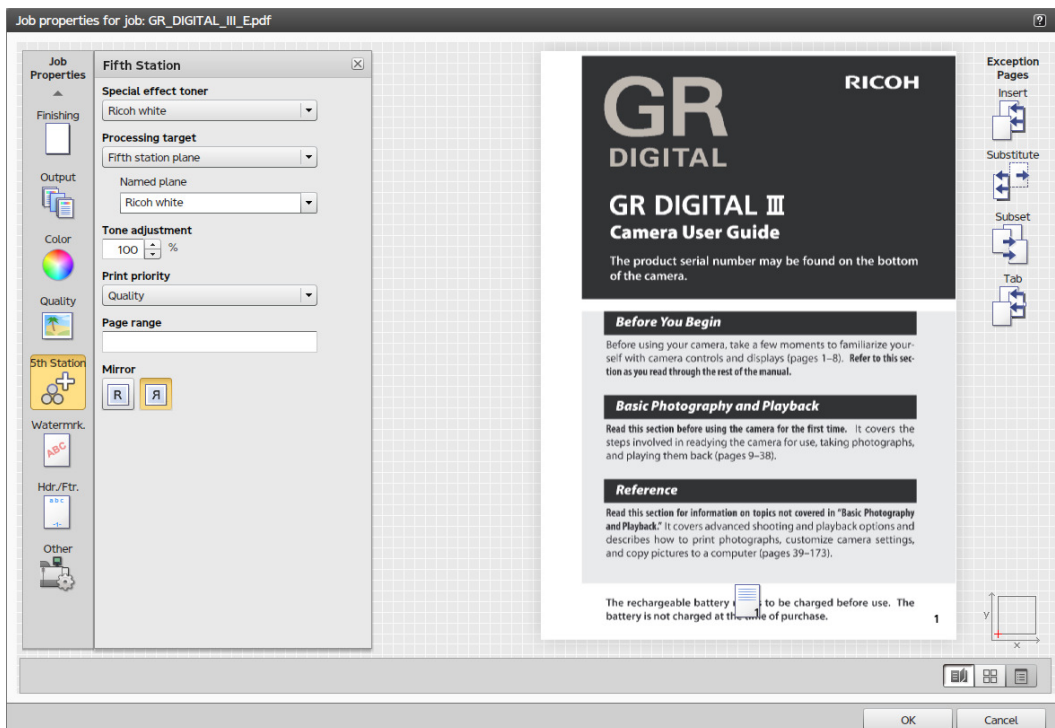 Job properties for job: GR_DIGITAL_III_E.pdf
?
Job
Properties
Finishing
Output
Color
Quality
5th Station
Watermrk.
ABC
Hdr./Ftr.
abc
-1-
Other
Fifth Station
Special effect toner
Ricoh white
Processing target
Fifth station plane
Named plane
Ricoh white
Tone adjustment
100 %
Print priority
Quality
Page range
Mirror
R Я
GR
DIGITAL
RICOH
GR DIGITAL III
Camera User Guide
The product serial number may be found on the bottom
of the camera.
Before You Begin
Before using your camera, take a few moments to familiarize your-
self with camera controls and displays (pages 1–8). Refer to this sec-
tion as you read through the rest of the manual.
Basic Photography and Playback
Read this section before using the camera for the first time. It covers the
steps involved in readying the camera for use, taking photographs,
and playing them back (pages 9–38).
Reference
Read this section for information on topics not covered in "Basic Photography
and Playback." It covers advanced shooting and playback options and
describes how to print photographs, customize camera settings,
and copy pictures to a computer (pages 39–173).
The rechargeable battery to be charged before use. The
battery is not charged at the of purchase.
1
1
Exception
Pages
Insert
Substitute
Subset
Tab
y
x
OK
Cancel